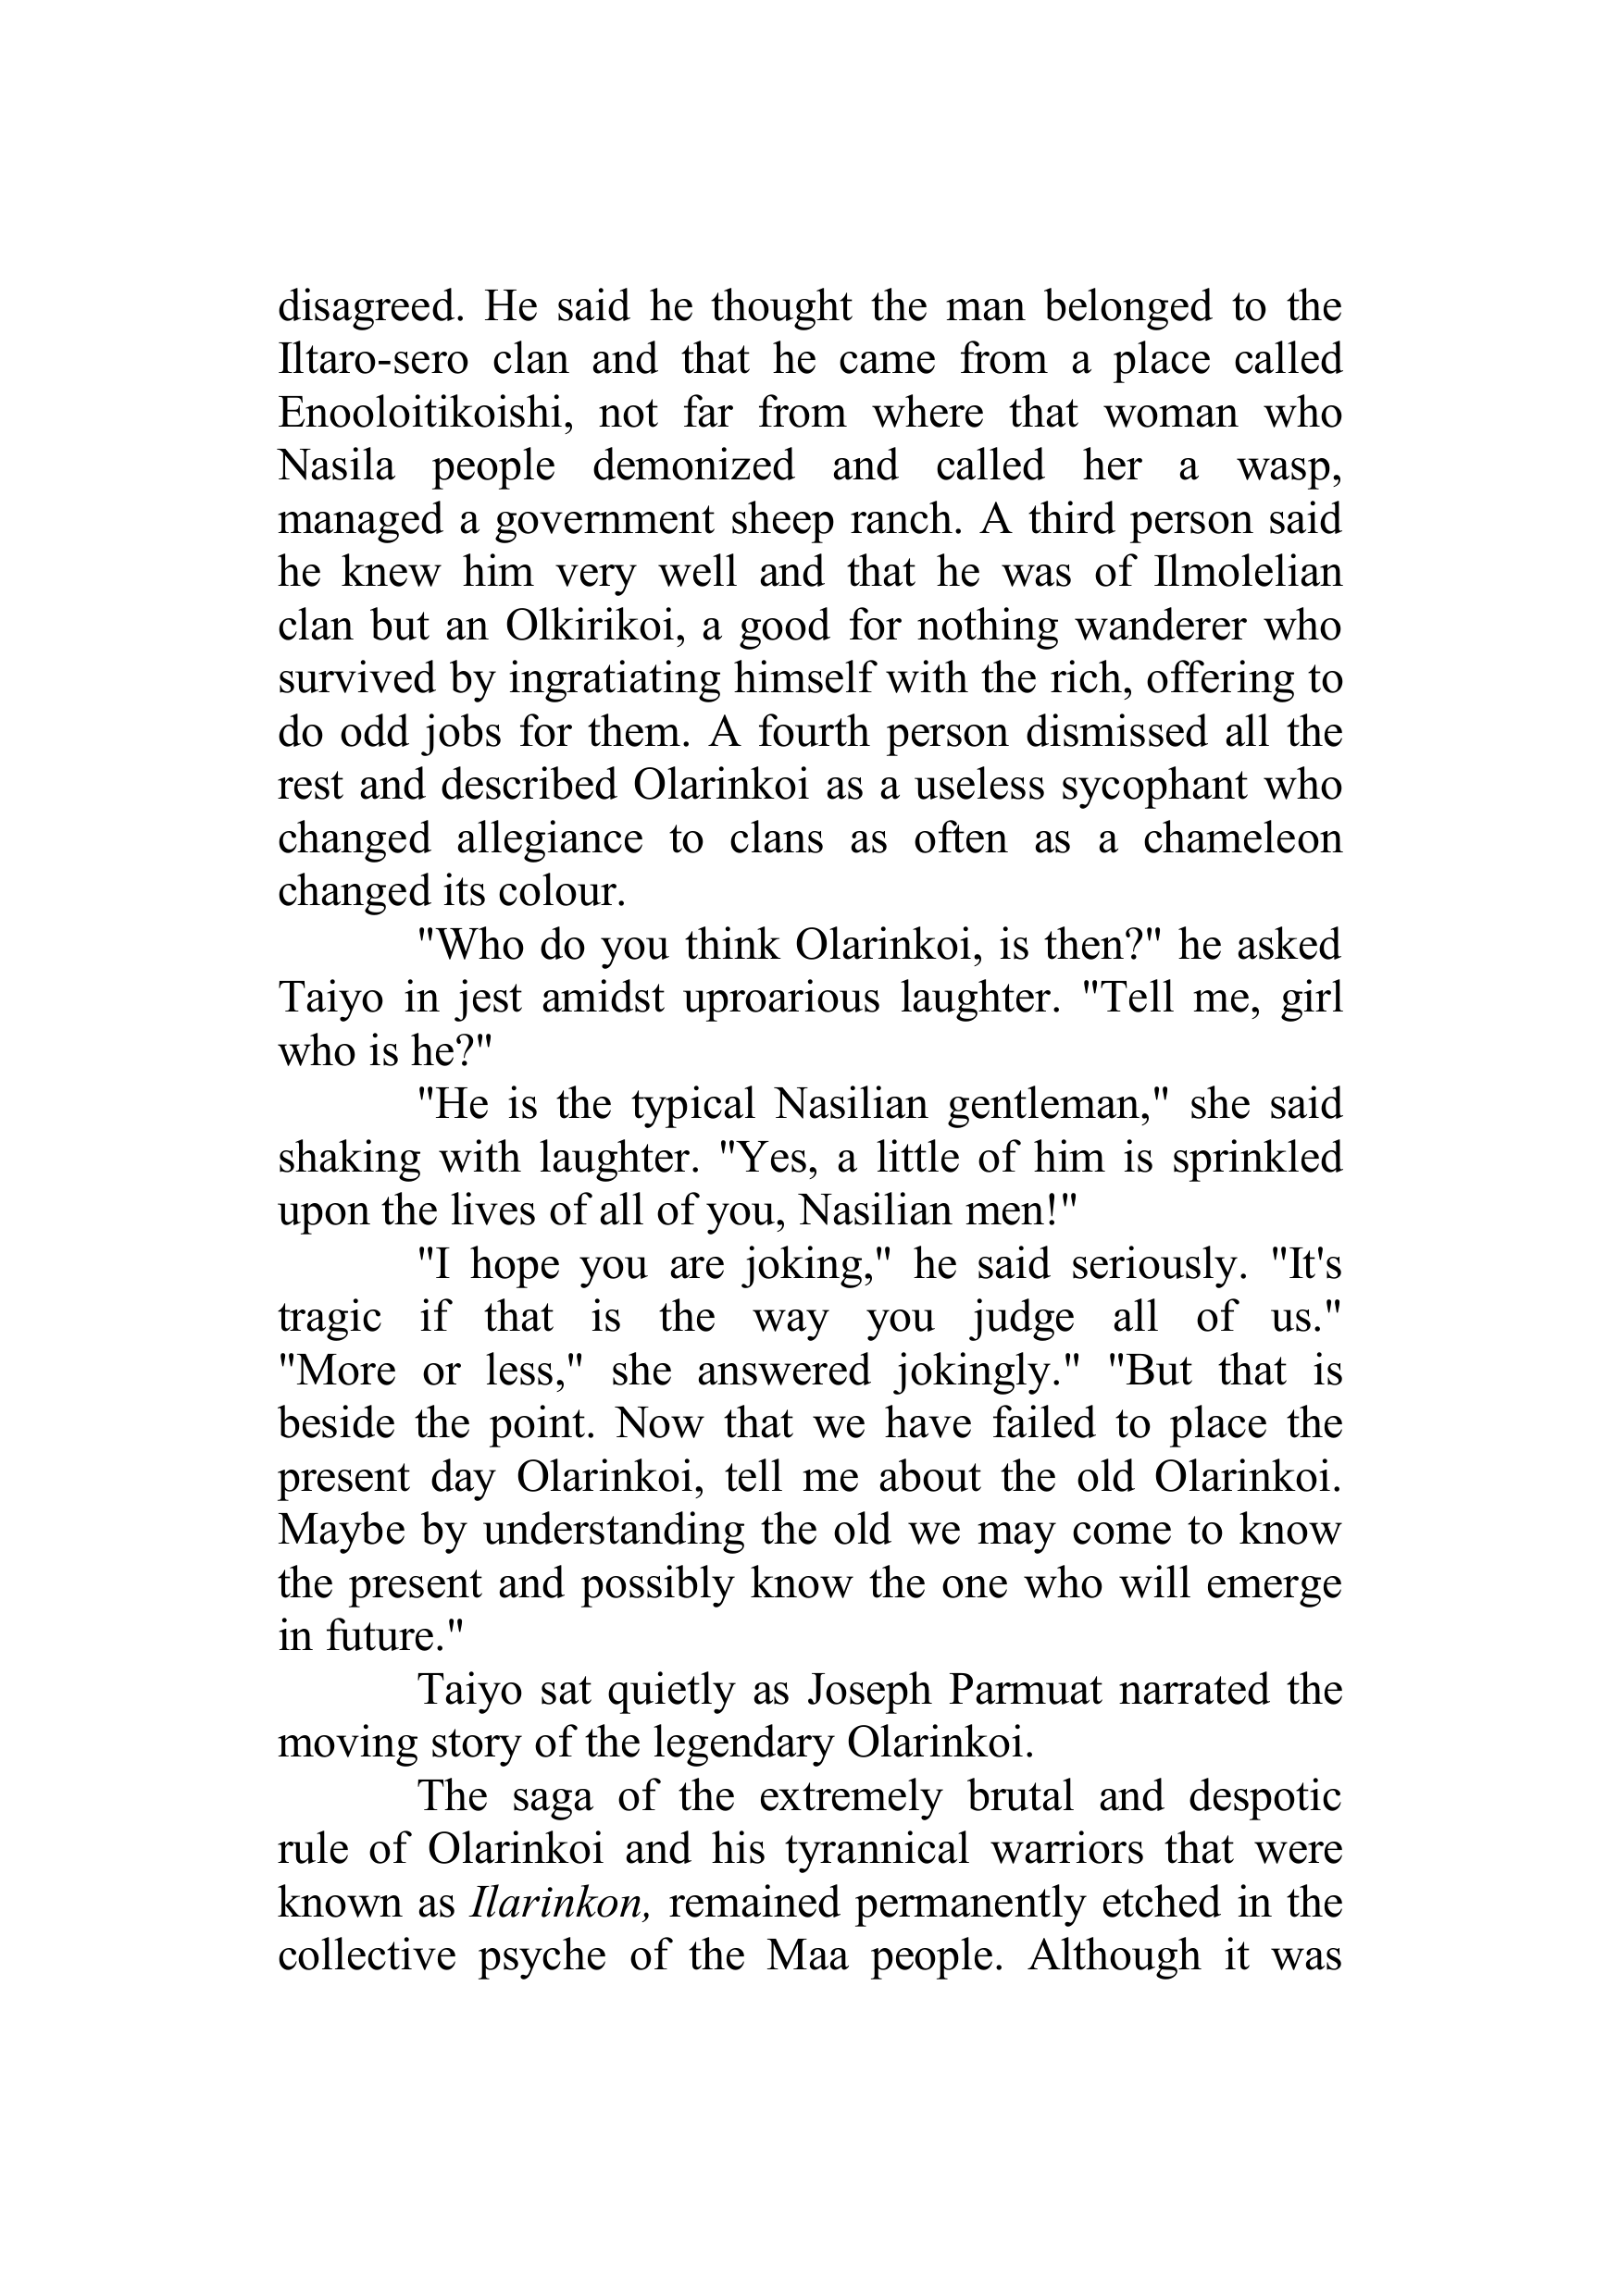 disagreed. He said he thought the man belonged to the
Iltaro-sero clan and that he came from a place called
Enooloitikoishi, not far from where that woman who
Nasila people demonized and called her a wasp,
managed a government sheep ranch. A third person said
he knew him very well and that he was of Ilmolelian
clan but an Olkirikoi, a good for nothing wanderer who
survived by ingratiating himself with the rich, offering to
do odd jobs for them. A fourth person dismissed all the
rest and described Olarinkoi as a useless sycophant who
changed allegiance to clans as often as a chameleon
changed its colour.
"Who do you think Olarinkoi, is then?" he asked
Taiyo in jest amidst uproarious laughter. "Tell me, girl
who is he?"
"He is the typical Nasilian gentleman," she said
shaking with laughter. "Yes, a little of him is sprinkled
upon the lives of all of you, Nasilian men!"
"I hope you are joking," he said seriously. "It's
tragic if that is the way you judge all of us."
"More or less," she answered jokingly." "But that is
beside the point. Now that we have failed to place the
present day Olarinkoi, tell me about the old Olarinkoi.
Maybe by understanding the old we may come to know
the present and possibly know the one who will emerge
in future."
Taiyo sat quietly as Joseph Parmuat narrated the
moving story of the legendary Olarinkoi.
The saga of the extremely brutal and despotic
rule of Olarinkoi and his tyrannical warriors that were
known as Ilarinkon, remained permanently etched in the
collective psyche of the Maa people. Although it was